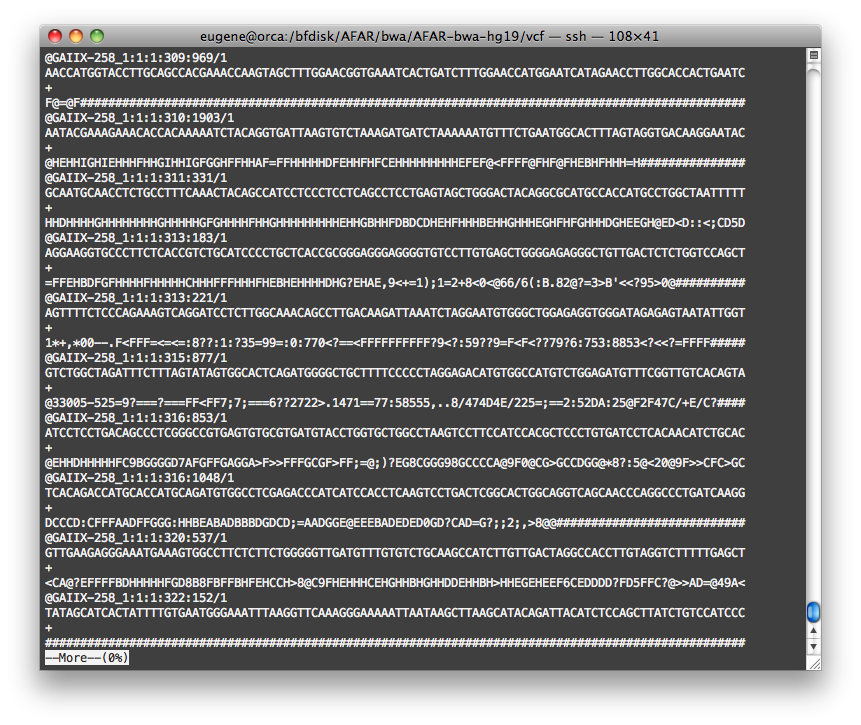 eugene@orca:/bfdisk/AFAR/bwa/AFAR-bwa-hg19/vcf — ssh — 108×41
@GAIIX-258_1:1:1:309:969/1
AACCATGGTACCTTGCAGCCACGAAACCAAGTAGCTTTGGAACGGTGAAATCACTGATCTTTGGAACCATGGAATCATAGAACCTTGGCACCACTGAATC
+
F@=@F###############################################################################################
@GAIIX-258_1:1:1:310:1903/1
AATACGAAAGAAACACCACAAAAATCTACAGGTGATTAAGTGTCTAAAGATGATCTAAAAAATGTTTCTGAATGGCACTTTAGTAGGTGACAAGGAATAC
+
@HEHHIGHIEHHHFHHGIHHIGFGGHFFHHAF=FFHHHHHDFEHHFHFCEHHHHHHHHHEFEF@<FFFF@FHF@FHEBHFHHH=H###############
@GAIIX-258_1:1:1:311:331/1
GCAATGCAACCTCTGCCTTTCAAACTACAGCCATCCTCCCTCCTCAGCCTCCTGAGTAGCTGGGACTACAGGCGCATGCCACCATGCCTGGCTAATTTTT
+
HHDHHHHGHHHHHHHHGHHHHHGFGHHHHFHHGHHHHHHHHHEHHGBHHFDBDCDHEHFHHHBEHHGHHHEGHFHFGHHHDGHEEGH@ED<D::<;CD5D
@GAIIX-258_1:1:1:313:183/1
AGGAAGGTGCCCTTCTCACCGTCTGCATCCCCTGCTCACCGCGGGAGGGAGGGGTGTCCTTGTGAGCTGGGGAGAGGGCTGTTGACTCTCTGGTCCAGCT
+
=FFEHBDFGFHHHHFHHHHHCHHHFFFHHHFHEBHEHHHHDHG?EHAE,9<+=1);1=2+8<0<@66/6(:B.82@?=3>B'<<?95>0@##########
@GAIIX-258_1:1:1:313:221/1
AGTTTTCTCCCAGAAAGTCAGGATCCTCTTGGCAAACAGCCTTGACAAGATTAAATCTAGGAATGTGGGCTGGAGAGGTGGGATAGAGAGTAATATTGGT
+
1*+,*00--.F<FFF=<=<=:8??:1:?35=99=:0:770<?==<FFFFFFFFFF?9<?:59??9=F<F<??79?6:753:8853<?<<?=FFFF#####
@GAIIX-258_1:1:1:315:877/1
GTCTGGCTAGATTTCTTTAGTATAGTGGCACTCAGATGGGGCTGCTTTTCCCCCTAGGAGACATGTGGCCATGTCTGGAGATGTTTCGGTTGTCACAGTA
+
@33005-525=9?===?===FF<FF7;7;===6??2722>.1471==77:58555,..8/474D4E/225=;==2:52DA:25@F2F47C/+E/C?####
@GAIIX-258_1:1:1:316:853/1
ATCCTCCTGACAGCCCTCGGGCCGTGAGTGTGCGTGATGTACCTGGTGCTGGCCTAAGTCCTTCCATCCACGCTCCCTGTGATCCTCACAACATCTGCAC
+
@EHHDHHHHHFC9BGGGGD7AFGFFGAGGA>F>>FFFGCGF>FF;=@;)?EG8CGGG98GCCCCA@9F0@CG>GCCDGG@*8?:5@<20@9F>>CFC>GC
@GAIIX-258_1:1:1:316:1048/1
TCACAGACCATGCACCATGCAGATGTGGCCTCGAGACCCATCATCCACCTCAAGTCCTGACTCGGCACTGGCAGGTCAGCAACCCAGGCCCTGATCAAGG
+
DCCCD:CFFFAADFFGGG:HHBEABADBBBDGDCD;=AADGGE@EEEBADEDED0GD?CAD=G?;;2;,>8@@###########################
@GAIIX-258_1:1:1:320:537/1
GTTGAAGAGGGAAATGAAAGTGGCCTTCTCTTCTGGGGGTTGATGTTTGTGTCTGCAAGCCATCTTGTTGACTAGGCCACCTTGTAGGTCTTTTTGAGCT
+
<CA@?EFFFFBDHHHHHFGD8B8FBFFBHFEHCCH>8@C9FHEHHHCEHGHHBHGHHDDEHHBH>HHEGEHEEF6CEDDDD?FD5FFC?@>>AD=@49A<
@GAIIX-258_1:1:1:322:152/1
TATAGCATCACTATTTTGTGAATGGGAAATTTAAGGTTCAAAGGGAAAAATTAATAAGCTTAAGCATACAGATTACATCTCCAGCTTATCTGTCCATCCC
+
####################################################################################################
--More--(0%)